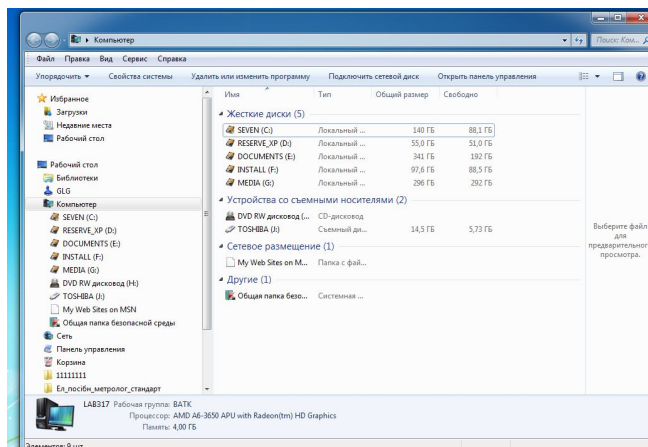 Компьютер
Поиск: Ком...
Файл Правка Вид Сервис Справка
Упорядочить Свойства системы Удалить или изменить программу Подключить сетевой диск Открыть панель управления
Избранное
Загрузки
Недавние места
Рабочий стол
Рабочий стол
Библиотеки
GLG
Компьютер
SEVEN (C:)
RESERVE_XP (D:)
DOCUMENTS (E:)
INSTALL (F:)
MEDIA (G:)
DVD RW дисковод (H:)
TOSHIBA (J:)
My Web Sites on MSN
Общая папка безопасной среды
Сеть
Панель управления
Корзина
11111111
Ел_посібн_метролог_стандарт
Имя Тип Общий размер Свободно
Жесткие диски (5)
SEVEN (C:) Локальный ... 140 ГБ 88,1 ГБ
RESERVE_XP (D:) Локальный ... 55,0 ГБ 51,0 ГБ
DOCUMENTS (E:) Локальный ... 341 ГБ 192 ГБ
INSTALL (F:) Локальный ... 97,6 ГБ 88,5 ГБ
MEDIA (G:) Локальный ... 296 ГБ 292 ГБ
Устройства со съемными носителями (2)
DVD RW дисковод (... CD-дисковод
TOSHIBA (J:) Съемный ди... 14,5 ГБ 5,73 ГБ
Сетевое размещение (1)
My Web Sites on M... Папка с фай...
Другие (1)
Общая папка безо... Системная ...
Выберите файл
для
предварительног
просмотра.
LAB317 Рабочая группа: BATK
Процессор: AMD A6-3650 APU with Radeon(tm) HD Graphics
Память: 4,00 ГБ
Элементов: 9 шт.